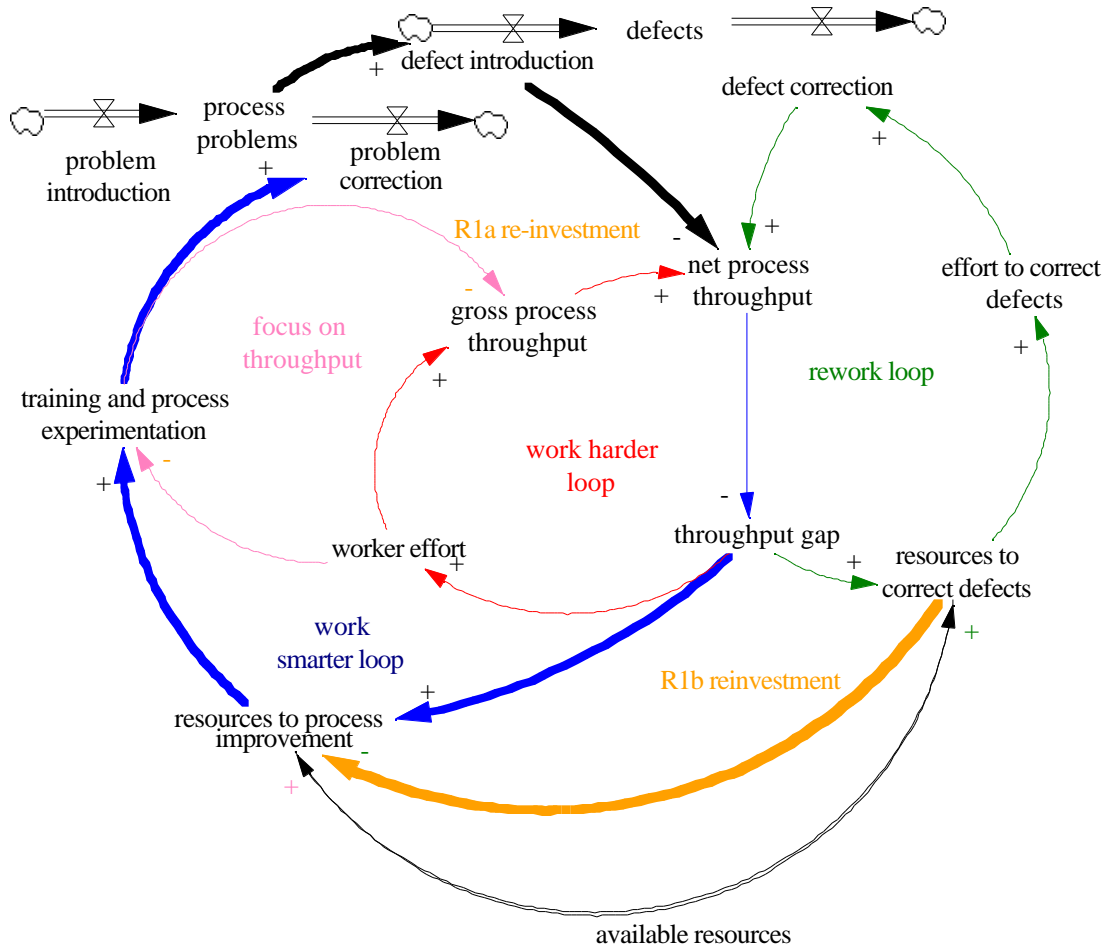 defects
defect introduction
+
defect correction
process
problems
+
problem
introduction
problem
correction
+
R1a re-investment
-
+
net process
throughput
+
effort to correct
defects
-
gross process
throughput
+
focus on
throughput
+
rework loop
training and process
experimentation
+
-
work harder
loop
-
throughput gap
worker effort
+
+
resources to
correct defects
+
work
smarter loop
R1b reinvestment
+
resources to process
improvement
-
+
available resources